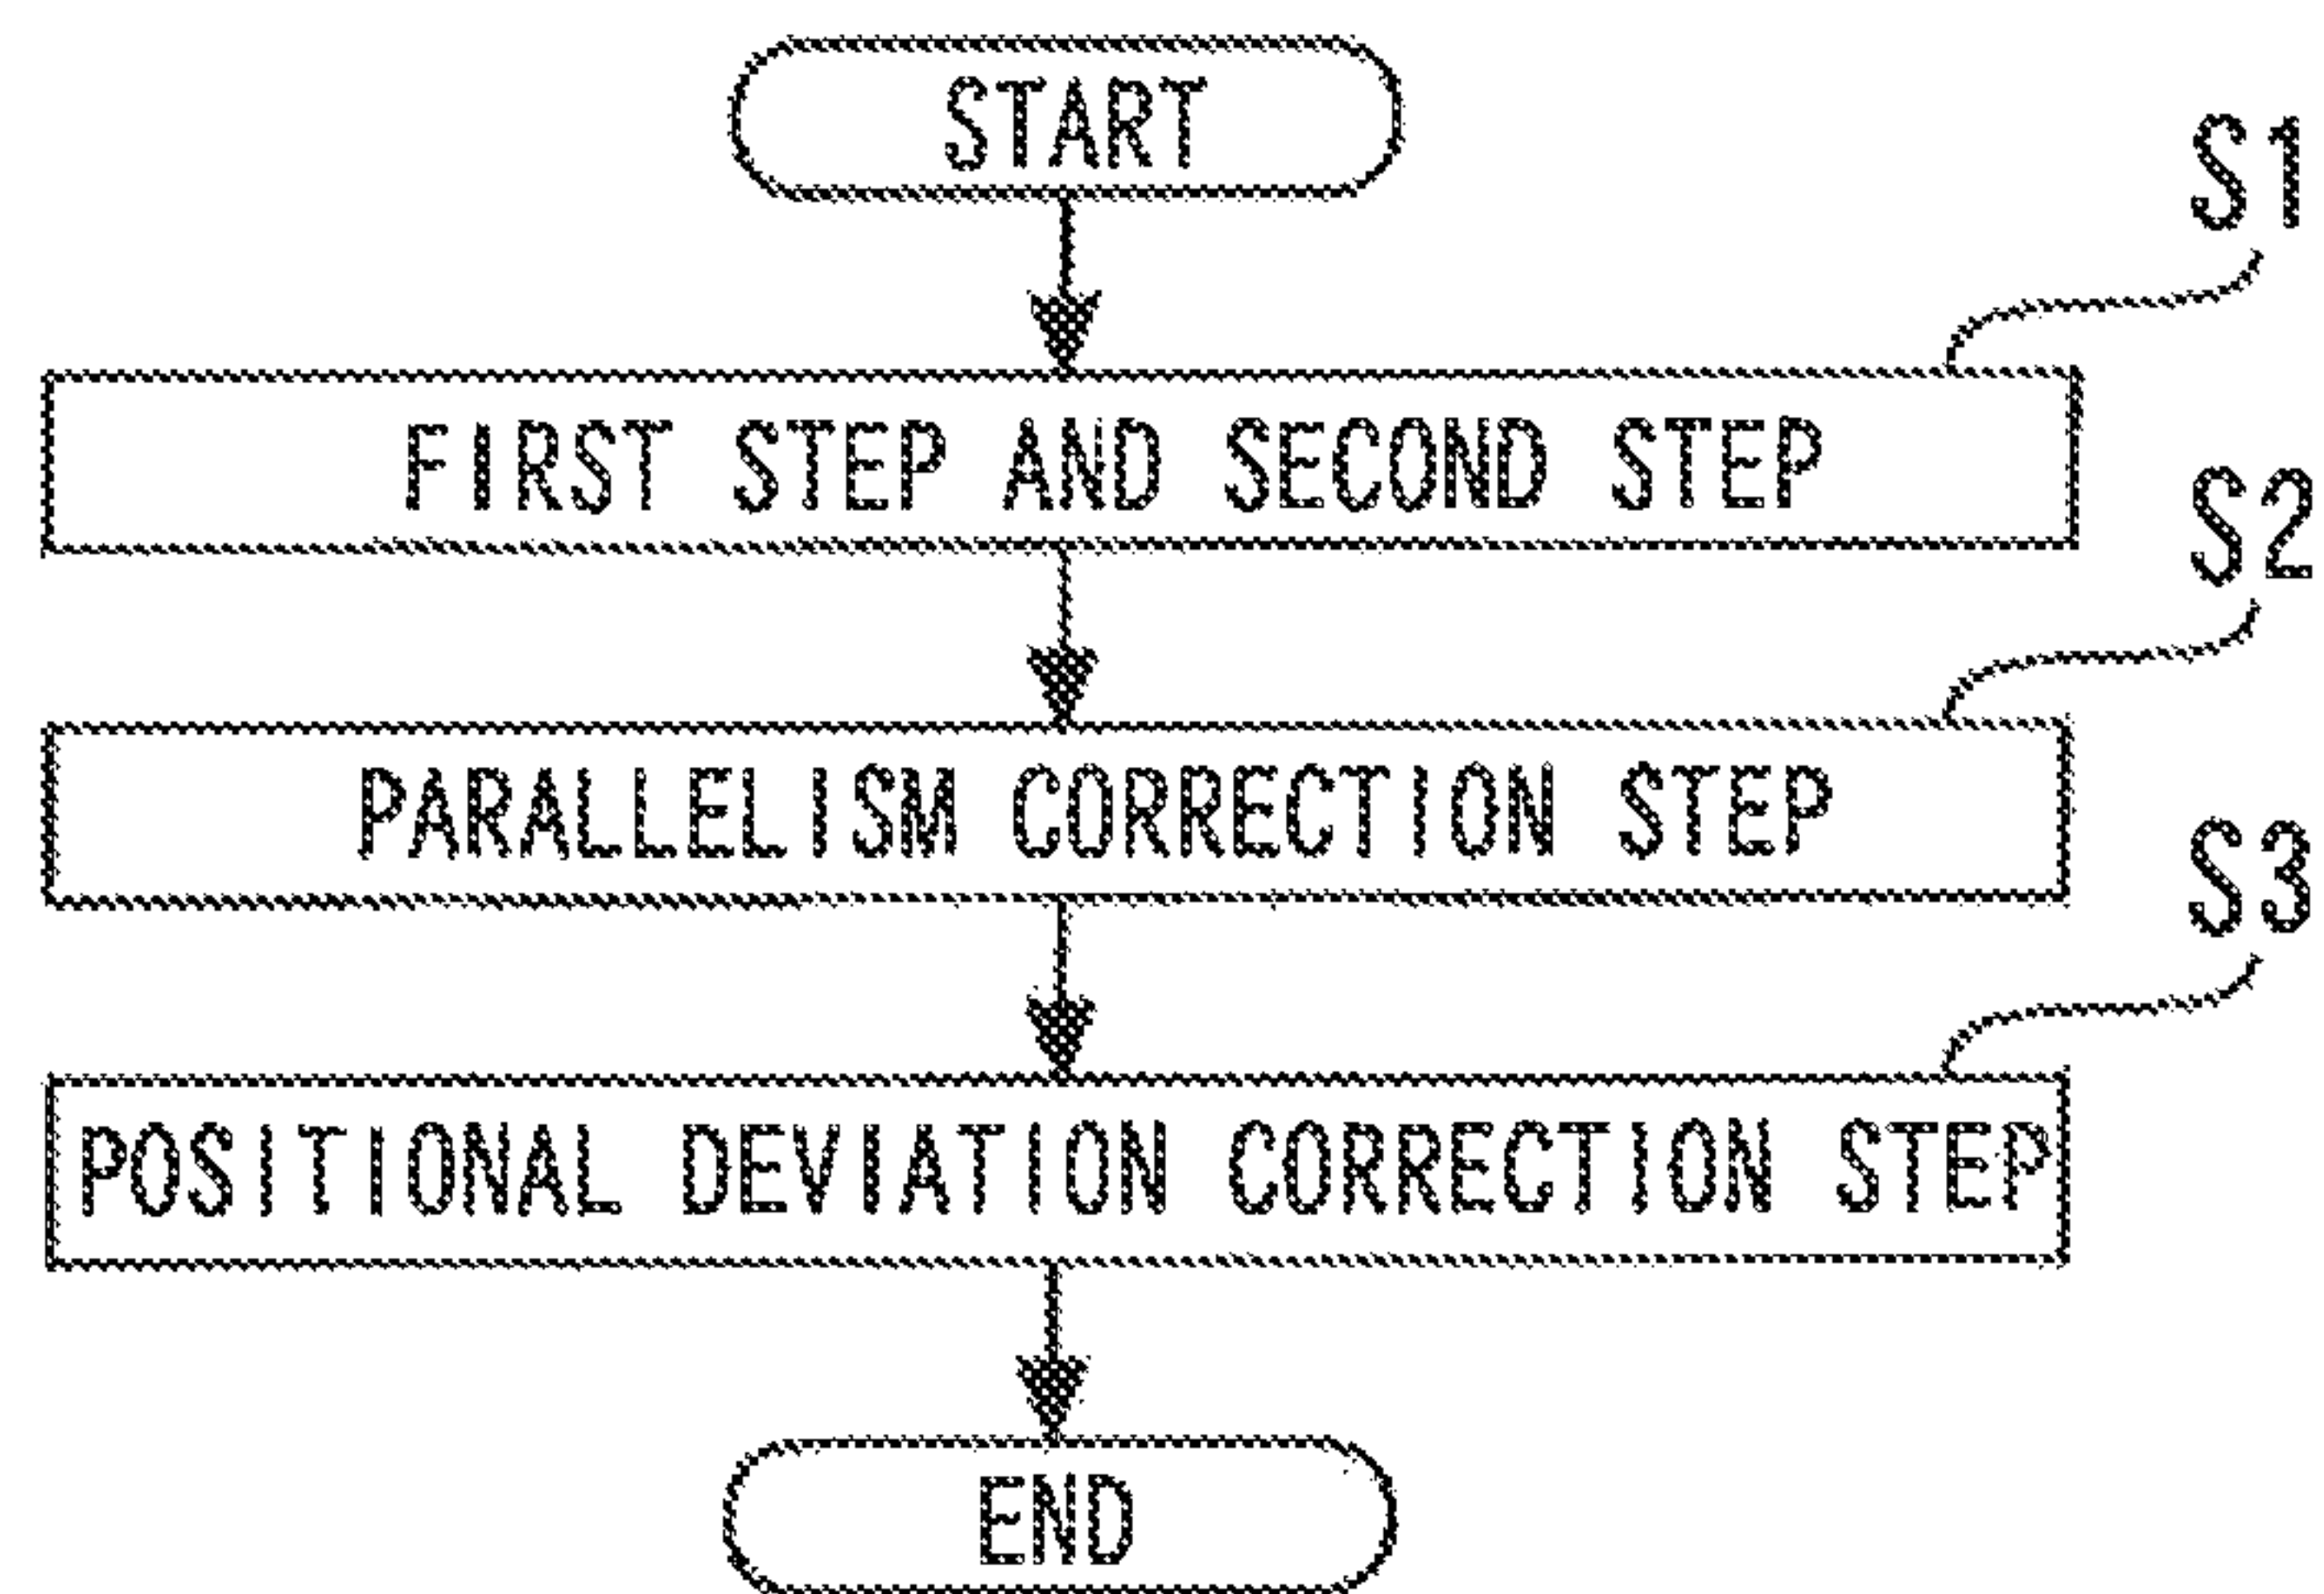 START
S1
FIRST STEP AND SECOND STEP
S2
PARALLELISM CORRECTION STEP
S3
POSITIONAL DEVIATION CORRECTION STEP
END